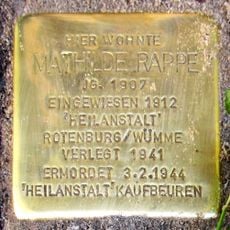 HIER WOHNTE
MATHILDE RAPPE
JG. 1907
EINGEWIESEN 1912
'HEILANSTALT'
ROTENBURG/WÜMME
VERLEGT 1941
ERMORDET 3.2.1944
'HEILANSTALT' KAUFBEUREN